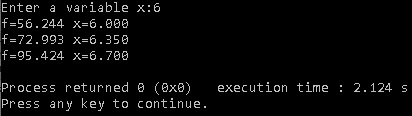 Enter a variable x:6
f=56.244 x=6.000
f=72.993 x=6.350
f=95.424 x=6.700
Process returned 0 (0x0)   execution time : 2.124 s
Press any key to continue.